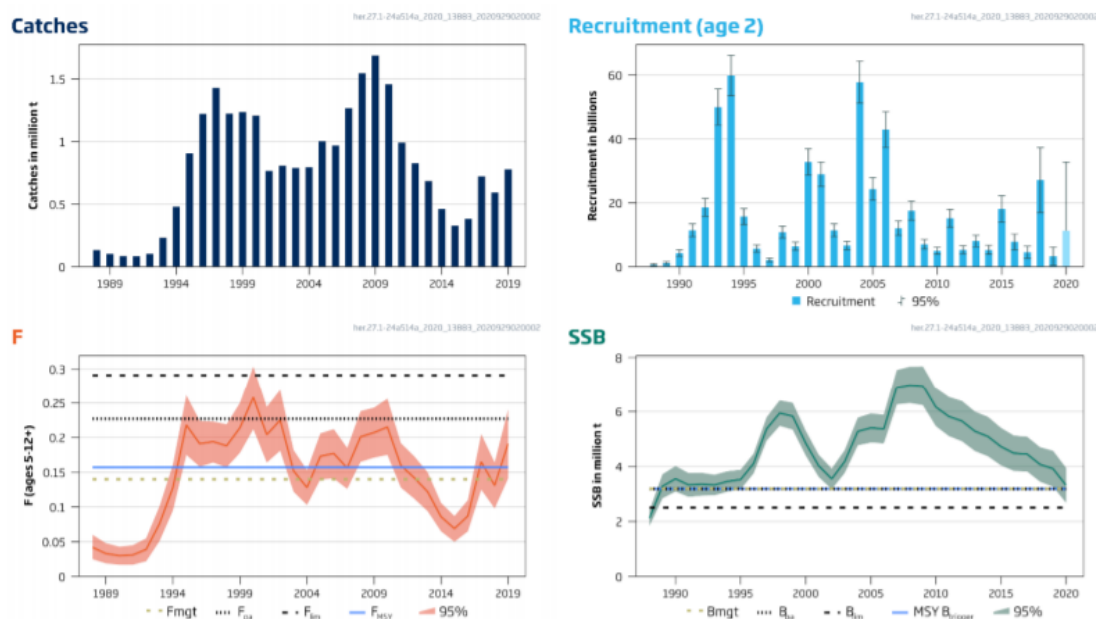 Catches
her.27.1-24a514a_2020_13883_2020929020002
Catches in million t
1.5
1
0.5
0
1989
1994
1999
2004
2009
2014
2019
Recruitment (age 2)
her.27.1-24a514a_2020_13883_2020929020002
Recruitment in billions
60
40
20
0
1990
1995
2000
2005
2010
2015
2020
Recruitment
95%
F
her.27.1-24a514a_2020_13883_2020929020002
F (ages 5-12+)
0.3
0.25
0.2
0.15
0.1
0.05
0
1989
1994
1999
2004
2009
2014
2019
Fmgt
Fpa
Flim
FMSY
95%
SSB
her.27.1-24a514a_2020_13883_2020929020002
SSB in million t
8
6
4
2
0
1990
1995
2000
2005
2010
2015
2020
Bmgt
Bpa
Blim
MSY Btrigger
95%